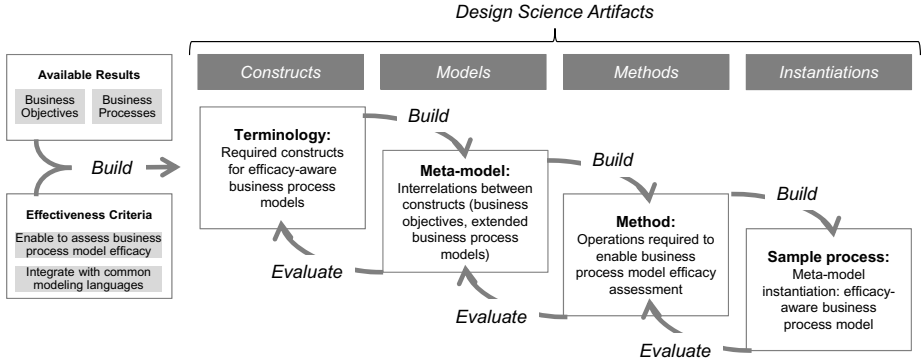 Design Science Artifacts
Constructs
Models
Methods
Instantiations
Available Results
Business
Objectives
Business
Processes
Build
Effectiveness Criteria
Enable to assess business
process model efficacy
Integrate with common
modeling languages
Terminology:
Required constructs
for efficacy-aware
business process
models
Build
Evaluate
Meta-model:
Interrelations between
constructs (business
objectives, extended
business process
models)
Build
Evaluate
Method:
Operations required to
enable business
process model efficacy
assessment
Build
Evaluate
Sample process:
Meta-model
instantiation: efficacy-
aware business
process model